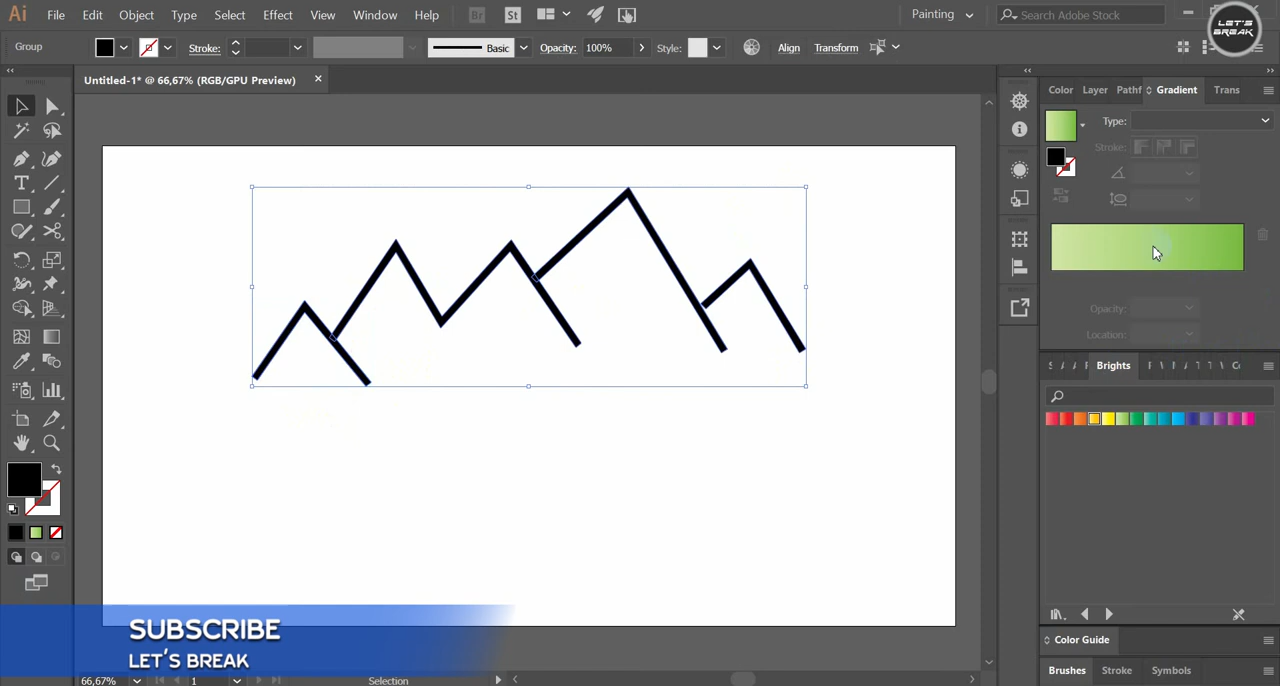 Ai File Edit Object Type Select Effect View Window Help Br St Painting Search Adobe Stock
LET'S BREAK
Group Stroke: Basic Opacity: 100% Style: Align Transform
Untitled-1* @ 66,67% (RGB/GPU Preview)
Color Layer Pathf Gradient Trans
Type:
Stroke:
Opacity:
Location:
Brights
Color Guide
Brushes Stroke Symbols
SUBSCRIBE
LET'S BREAK
66,67% 1 Selection